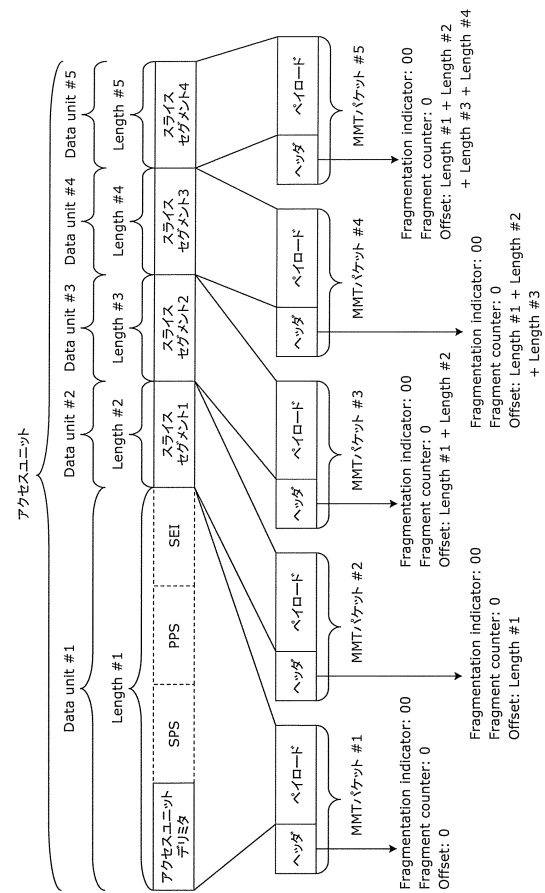 アクセスユニット
Data unit #1
Data unit #2
Data unit #3
Data unit #4
Data unit #5
Length #1
Length #2
Length #3
Length #4
Length #5
アクセスユニット
デリミタ
SPS
PPS
SEI
スライス
セグメント1
スライス
セグメント2
スライス
セグメント3
スライス
セグメント4
ヘッダ
ペイロード
MMTパケット #1
Fragmentation indicator: 00
Fragment counter: 0
Offset: 0
ヘッダ
ペイロード
MMTパケット #2
Fragmentation indicator: 00
Fragment counter: 0
Offset: Length #1
ヘッダ
ペイロード
MMTパケット #3
Fragmentation indicator: 00
Fragment counter: 0
Offset: Length #1 + Length #2
ヘッダ
ペイロード
MMTパケット #4
Fragmentation indicator: 00
Fragment counter: 0
Offset: Length #1 + Length #2
+ Length #3
ヘッダ
ペイロード
MMTパケット #5
Fragmentation indicator: 00
Fragment counter: 0
Offset: Length #1 + Length #2
+ Length #3 + Length #4